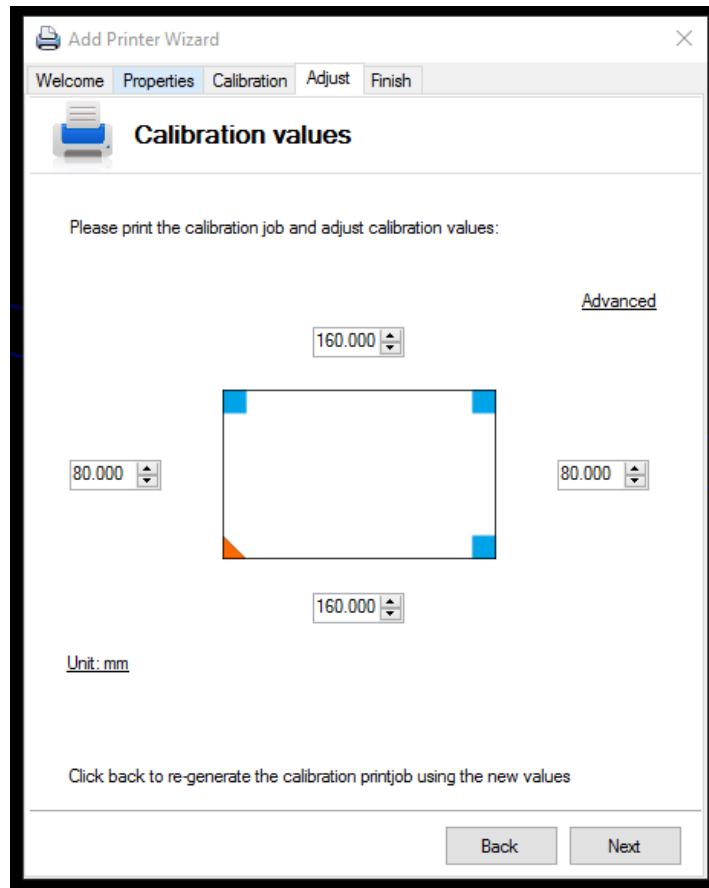 Add Printer Wizard
Welcome Properties Calibration Adjust Finish
Calibration values
Please print the calibration job and adjust calibration values:
Advanced
160.000
80.000 80.000
160.000
Unit: mm
Click back to re-generate the calibration printjob using the new values
Back Next